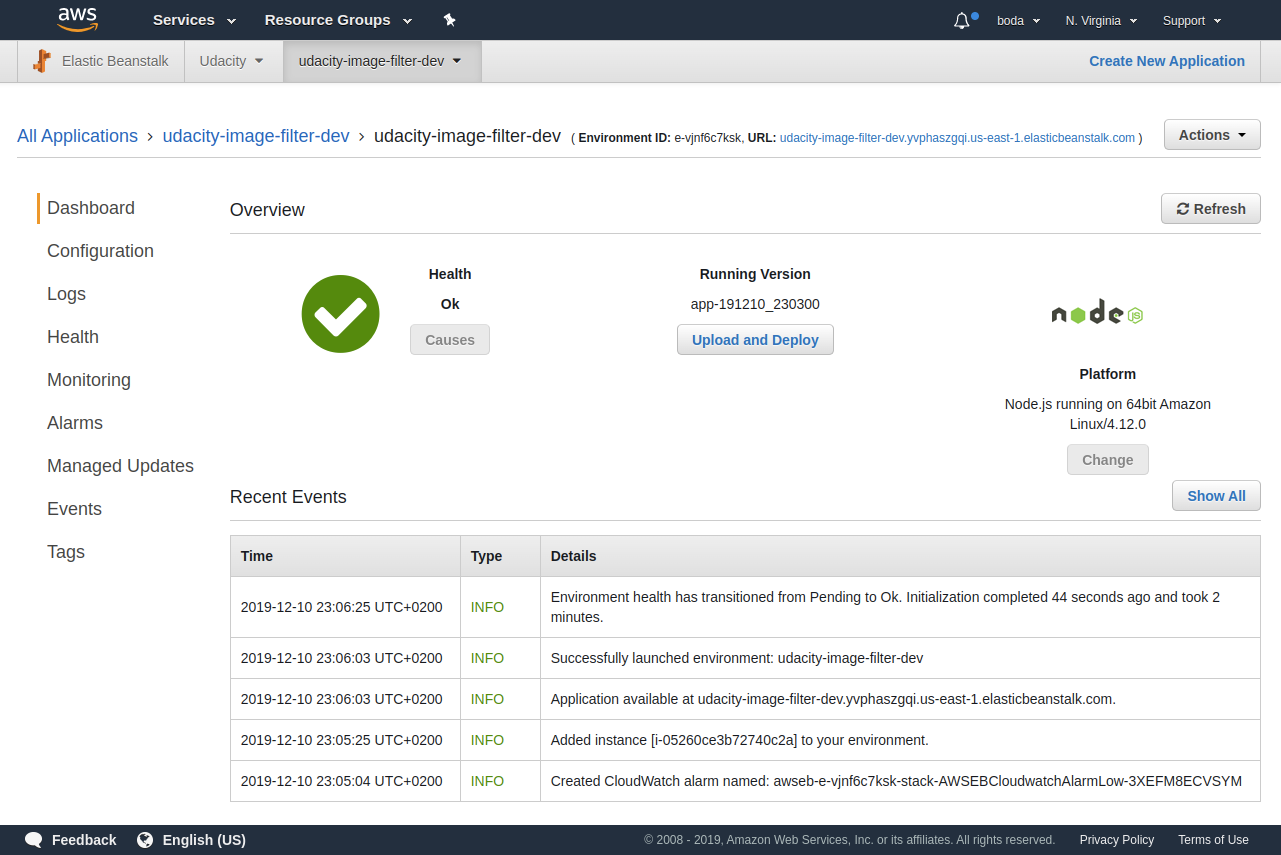 aws Services Resource Groups boda N. Virginia Support
Elastic Beanstalk Udacity udacity-image-filter-dev Create New Application
All Applications › udacity-image-filter-dev › udacity-image-filter-dev ( Environment ID: e-vjnf6c7ksk, URL: udacity-image-filter-dev.yvphaszgqi.us-east-1.elasticbeanstalk.com ) Actions
Dashboard
Configuration
Logs
Health
Monitoring
Alarms
Managed Updates
Events
Tags
Overview Refresh
Health
Ok
Causes
Running Version
app-191210_230300
Upload and Deploy
node JS
Platform
Node.js running on 64bit Amazon
Linux/4.12.0
Change
Recent Events Show All
Time Type Details
2019-12-10 23:06:25 UTC+0200 INFO Environment health has transitioned from Pending to Ok. Initialization completed 44 seconds ago and took 2
minutes.
2019-12-10 23:06:03 UTC+0200 INFO Successfully launched environment: udacity-image-filter-dev
2019-12-10 23:06:03 UTC+0200 INFO Application available at udacity-image-filter-dev.yvphaszgqi.us-east-1.elasticbeanstalk.com.
2019-12-10 23:05:25 UTC+0200 INFO Added instance [i-05260ce3b72740c2a] to your environment.
2019-12-10 23:05:04 UTC+0200 INFO Created CloudWatch alarm named: awseb-e-vjnf6c7ksk-stack-AWSEBCloudwatchAlarmLow-3XEFM8ECVSYM
Feedback English (US) © 2008 - 2019, Amazon Web Services, Inc. or its affiliates. All rights reserved. Privacy Policy Terms of Use